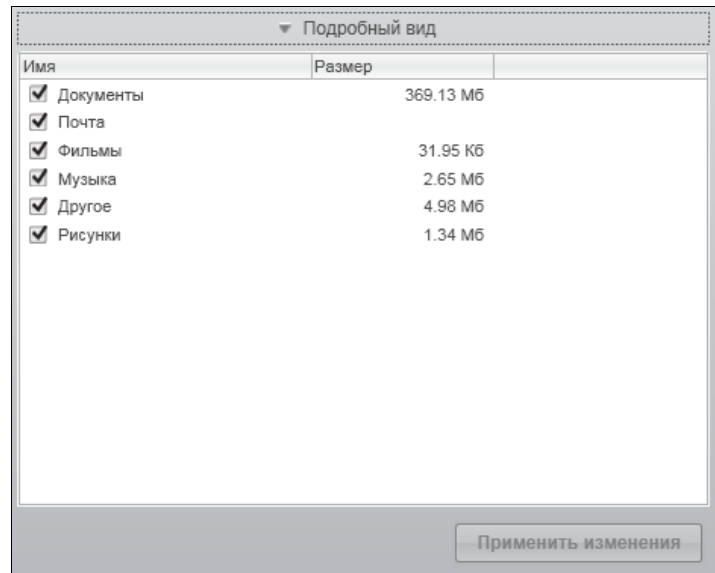 Подробный вид
Имя Размер
Документы 369.13 Мб
Почта
Фильмы 31.95 Кб
Музыка 2.65 Мб
Другое 4.98 Мб
Рисунки 1.34 Мб
Применить изменения